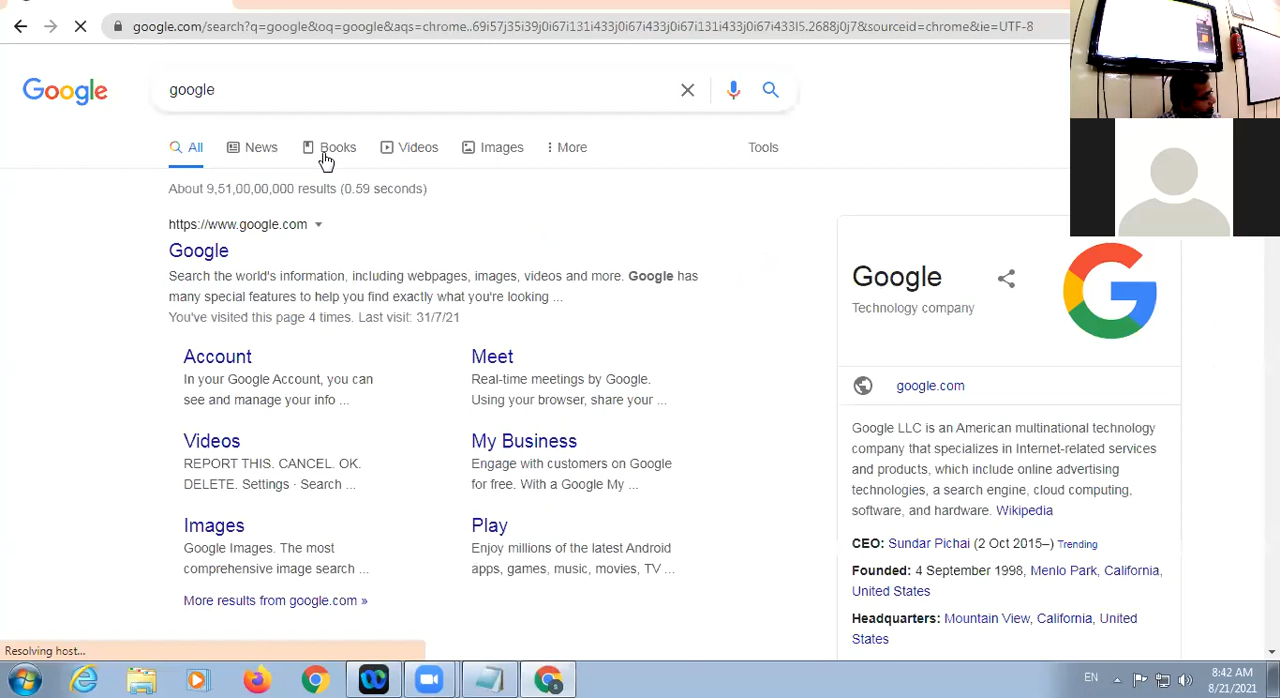 google.com/search?q=google&oq=google&aqs=chrome..69i57j35i39j0i67i131i433j0i67i433j0i67i131i433j0i67i433l5.2688j0j7&sourceid=chrome&ie=UTF-8
Google
google
All
News
Books
Videos
Images
More
Tools
About 9,51,00,00,000 results (0.59 seconds)
https://www.google.com
Google
Search the world's information, including webpages, images, videos and more. Google has
many special features to help you find exactly what you're looking ...
You've visited this page 4 times. Last visit: 31/7/21
Account
In your Google Account, you can
see and manage your info ...
Meet
Real-time meetings by Google.
Using your browser, share your ...
Videos
REPORT THIS. CANCEL. OK.
DELETE. Settings · Search ...
My Business
Engage with customers on Google
for free. With a Google My ...
Images
Google Images. The most
comprehensive image search ...
Play
Enjoy millions of the latest Android
apps, games, music, movies, TV ...
More results from google.com »
Google
Technology company
google.com
Google LLC is an American multinational technology
company that specializes in Internet-related services
and products, which include online advertising
technologies, a search engine, cloud computing,
software, and hardware. Wikipedia
CEO: Sundar Pichai (2 Oct 2015–) Trending
Founded: 4 September 1998, Menlo Park, California,
United States
Headquarters: Mountain View, California, United
States
Resolving host...
EN
8:42 AM
8/21/2021